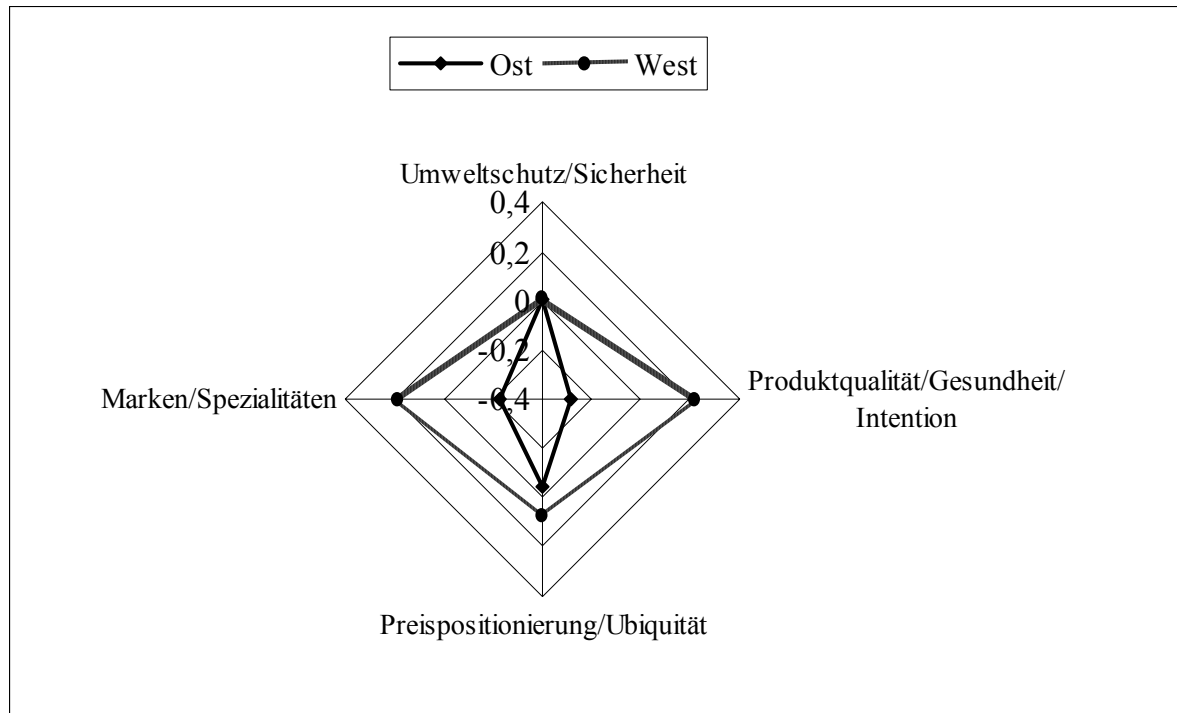 Ost West
Umweltschutz/Sicherheit
0,4
0,2
0
-0,2
-0,4
Marken/Spezialitäten
Produktqualität/Gesundheit/
Intention
Preispositionierung/Ubiquität